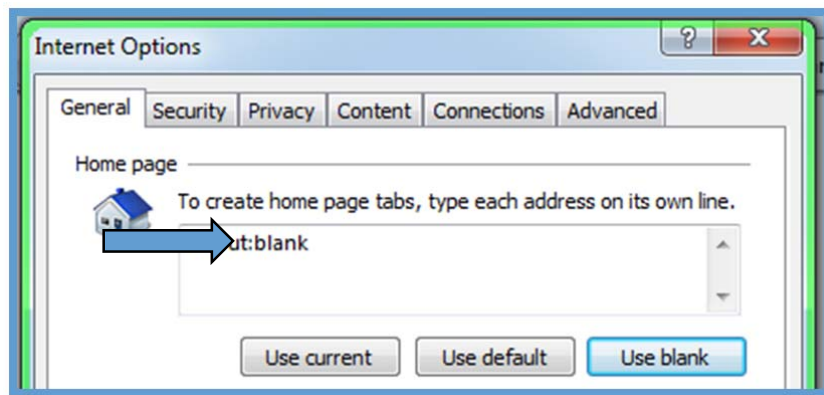 Internet Options
?
General Security Privacy Content Connections Advanced
Home page
To create home page tabs, type each address on its own line.
ut:blank
Use current Use default Use blank